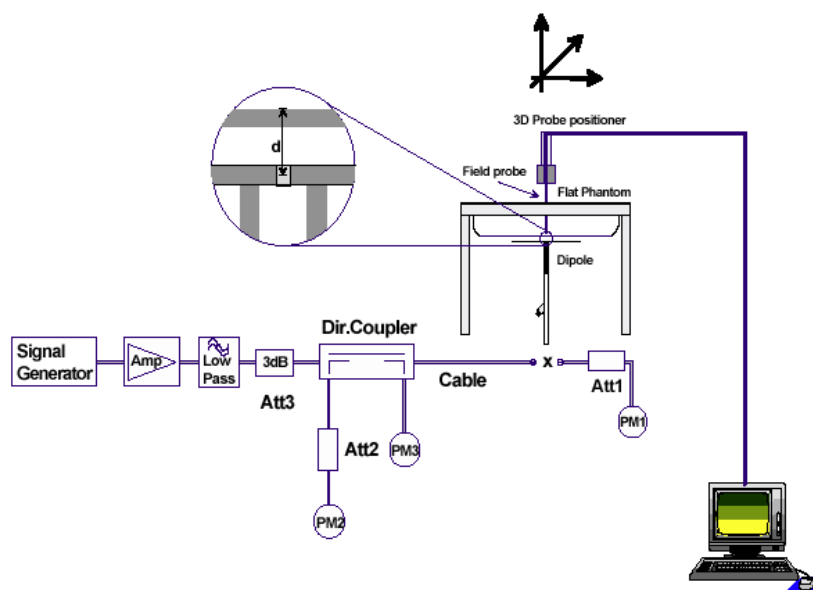 3D Probe positioner
d
Field probe
Flat Phantom
Dipole
Dir.Coupler
Signal
Generator
Amp
Low
Pass
3dB
Cable
x
Att1
Att3
PM1
Att2
PM3
PM2